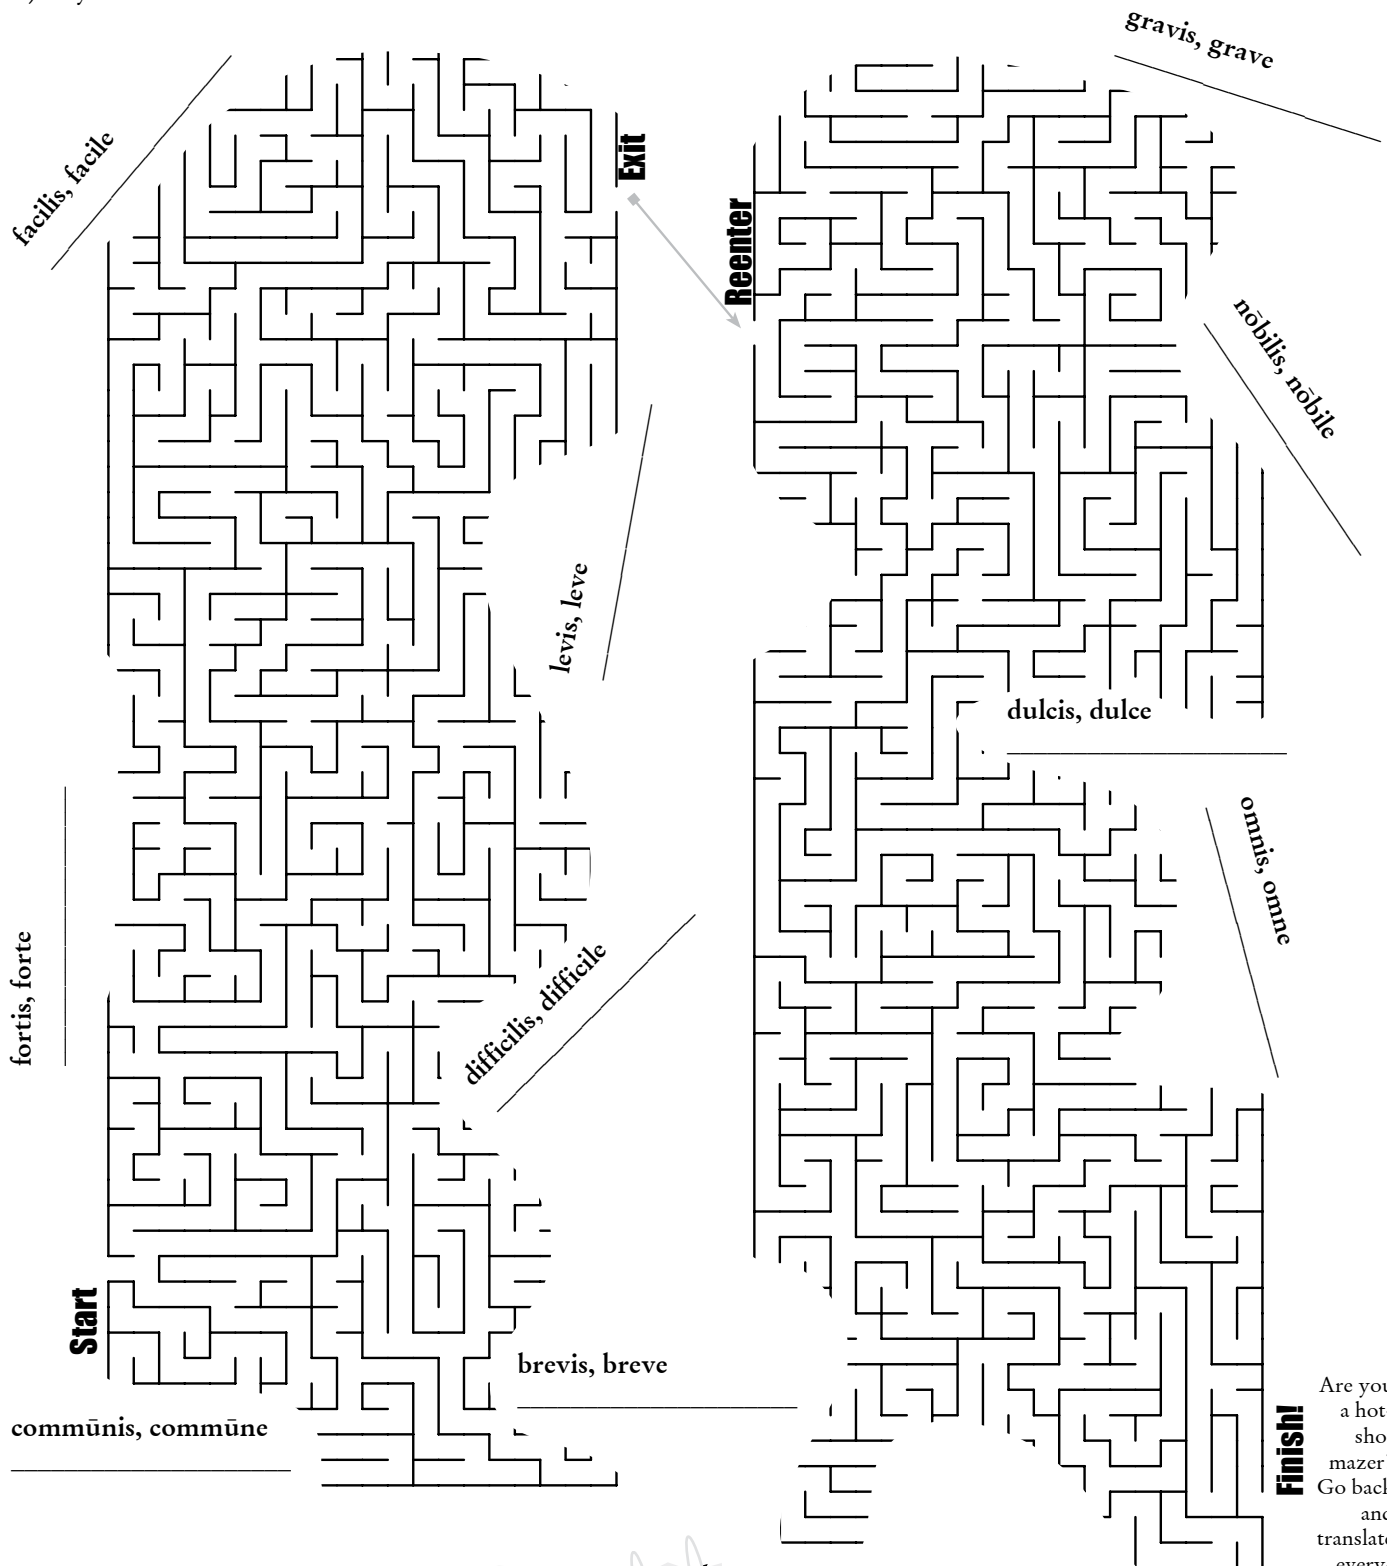 gravis, grave
facilis, facile
Exit
Reenter
nōbilis, nōbile
levis, leve
dulcis, dulce
omnis, omne
fortis, forte
difficilis, difficile
Start
brevis, breve
commūnis, commūne
Finish!
Are you
a hot-
sho
mazer
Go back
and
translate
every